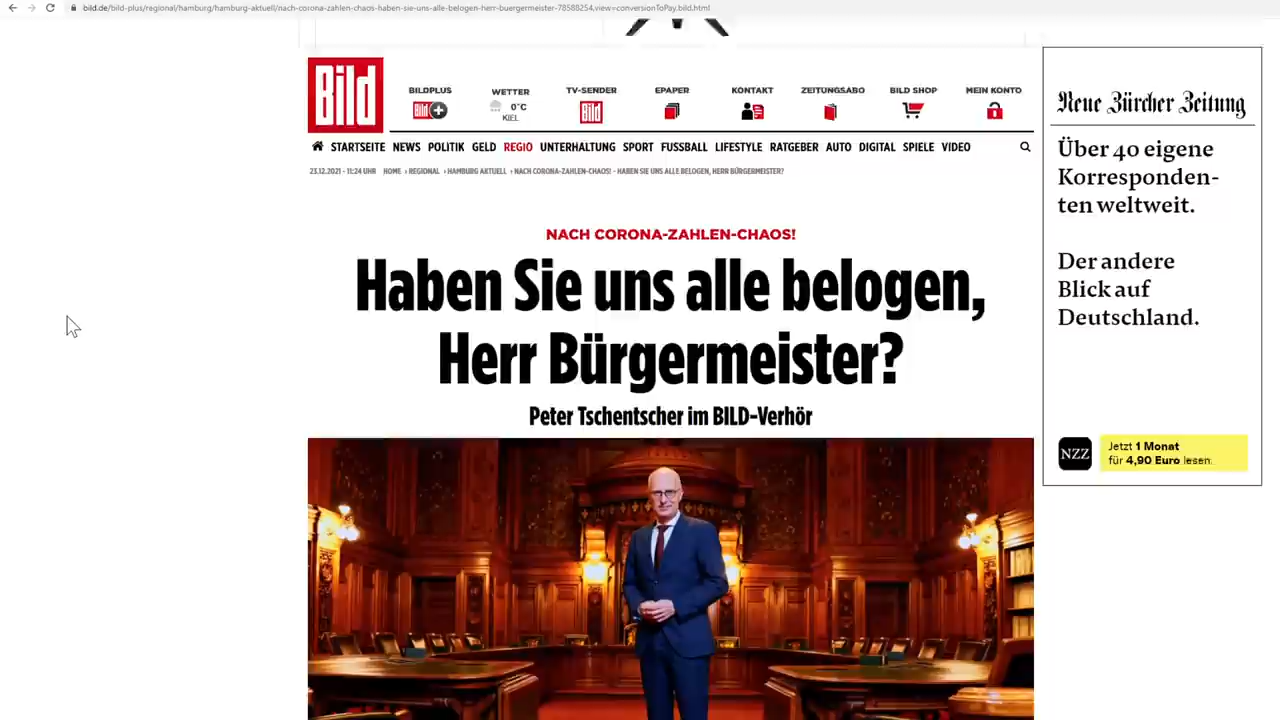 bild.de/bild-plus/regional/hamburg/hamburg-aktuell/nach-corona-zahlen-chaos-haben-sie-uns-alle-belogen-herr-buergermeister-78588254,view=conversionToPay.bild.html
Bild
BILDPLUS
WETTER
TV-SENDER
EPAPER
KONTAKT
ZEITUNGSABO
BILD SHOP
MEIN KONTO
Bild
0°C
KIEL
Bild
STARTSEITE NEWS POLITIK GELD REGIO UNTERHALTUNG SPORT FUSSBALL LIFESTYLE RATGEBER AUTO DIGITAL SPIELE VIDEO
23.12.2021 - 11:24 UHR HOME › REGIONAL › HAMBURG AKTUELL › NACH CORONA-ZAHLEN-CHAOS! - HABEN SIE UNS ALLE BELOGEN, HERR BÜRGERMEISTER?
NACH CORONA-ZAHLEN-CHAOS!
Haben Sie uns alle belogen,
Herr Bürgermeister?
Peter Tschentscher im BILD-Verhör
Neue Zürcher Zeitung
Über 40 eigene
Korresponden-
ten weltweit.
Der andere
Blick auf
Deutschland.
NZZ
Jetzt 1 Monat
für 4,90 Euro lesen.